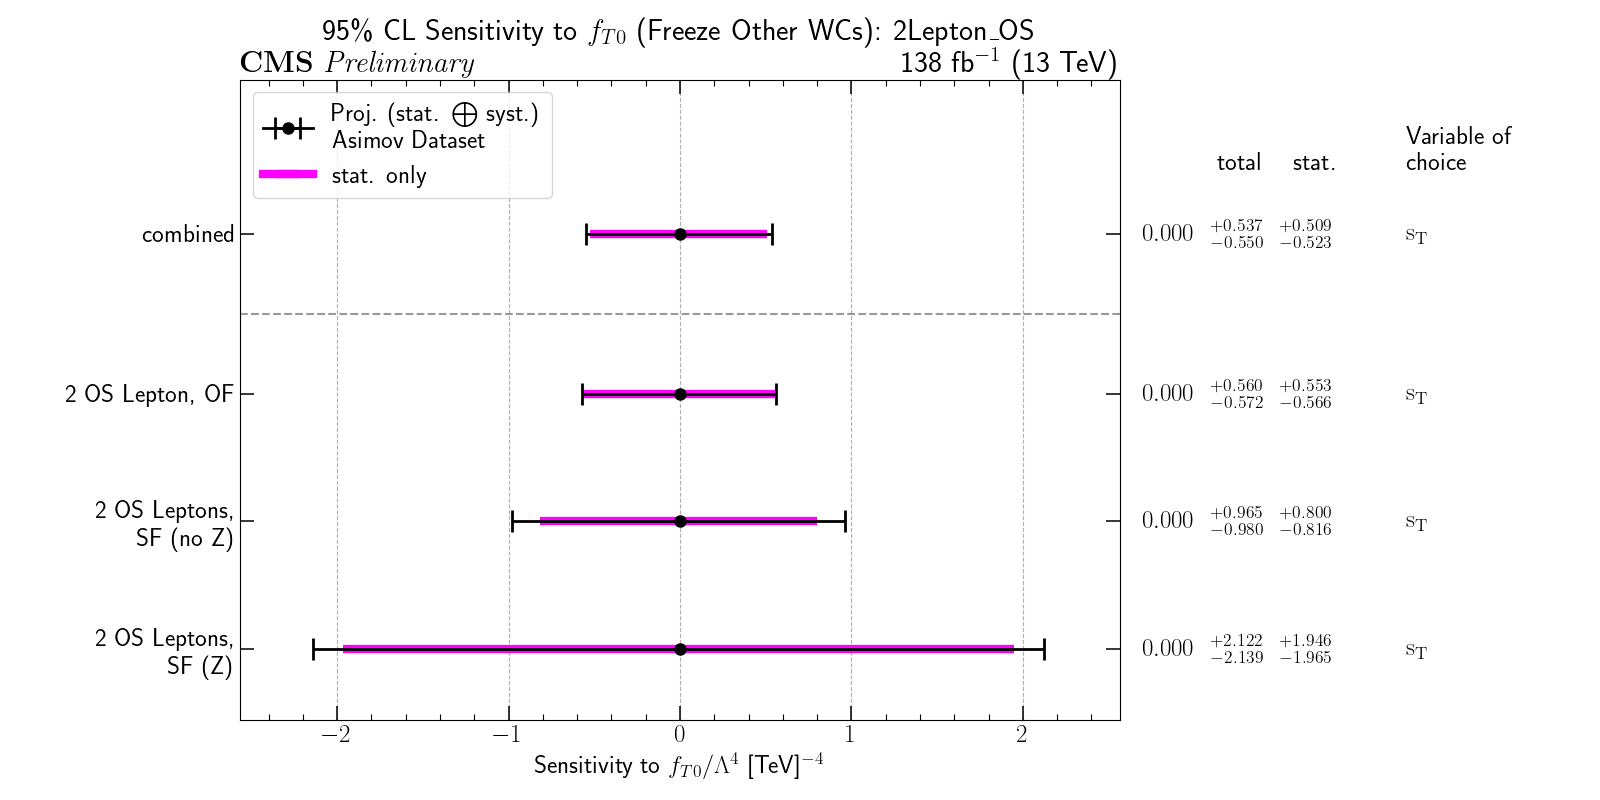 95% CL Sensitivity to f_T0 (Freeze Other WCs): 2Lepton_OS
CMS Preliminary
138 fb⁻¹ (13 TeV)
Proj. (stat. ⨁ syst.)
Asimov Dataset
stat. only
total stat.
Variable of
choice
combined
0.000 +0.537 +0.509
−0.550 −0.523
s_T
2 OS Lepton, OF
0.000 +0.560 +0.553
−0.572 −0.566
s_T
2 OS Leptons,
SF (no Z)
0.000 +0.965 +0.800
−0.980 −0.816
s_T
2 OS Leptons,
SF (Z)
0.000 +2.122 +1.946
−2.139 −1.965
s_T
−2 −1 0 1 2
Sensitivity to f_T0/Λ⁴ [TeV]⁻⁴